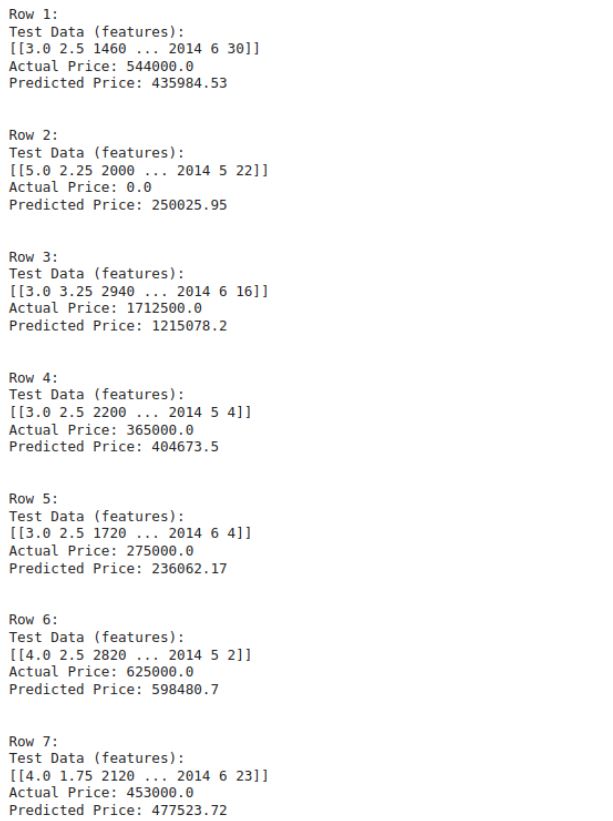 Row 1:
Test Data (features):
[[3.0 2.5 1460 ... 2014 6 30]]
Actual Price: 544000.0
Predicted Price: 435984.53
Row 2:
Test Data (features):
[[5.0 2.25 2000 ... 2014 5 22]]
Actual Price: 0.0
Predicted Price: 250025.95
Row 3:
Test Data (features):
[[3.0 3.25 2940 ... 2014 6 16]]
Actual Price: 1712500.0
Predicted Price: 1215078.2
Row 4:
Test Data (features):
[[3.0 2.5 2200 ... 2014 5 4]]
Actual Price: 365000.0
Predicted Price: 404673.5
Row 5:
Test Data (features):
[[3.0 2.5 1720 ... 2014 6 4]]
Actual Price: 275000.0
Predicted Price: 236062.17
Row 6:
Test Data (features):
[[4.0 2.5 2820 ... 2014 5 2]]
Actual Price: 625000.0
Predicted Price: 598480.7
Row 7:
Test Data (features):
[[4.0 1.75 2120 ... 2014 6 23]]
Actual Price: 453000.0
Predicted Price: 477523.72